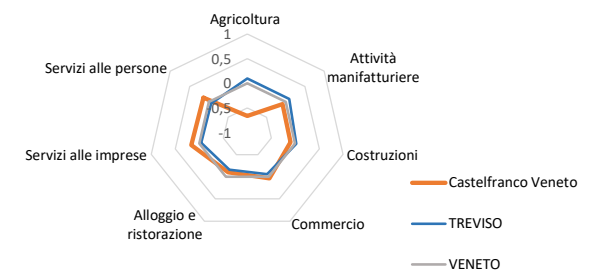 Agricoltura
1
0,5
0
-0,5
-1
Attività
manifatturiere
Costruzioni
Commercio
Alloggio e
ristorazione
Servizi alle imprese
Servizi alle persone
Castelfranco Veneto
TREVISO
VENETO